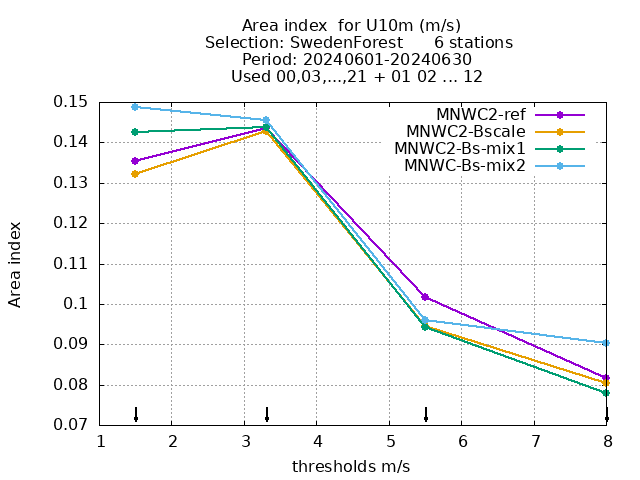 Area index  for U10m (m/s)
Selection: SwedenForest      6 stations
Period: 20240601-20240630
Used 00,03,...,21 + 01 02 ... 12
MNWC2-ref
MNWC2-Bscale
MNWC2-Bs-mix1
MNWC-Bs-mix2
0.15
0.14
0.13
0.12
0.11
0.1
0.09
0.08
0.07
Area index
1 2 3 4 5 6 7 8
thresholds m/s